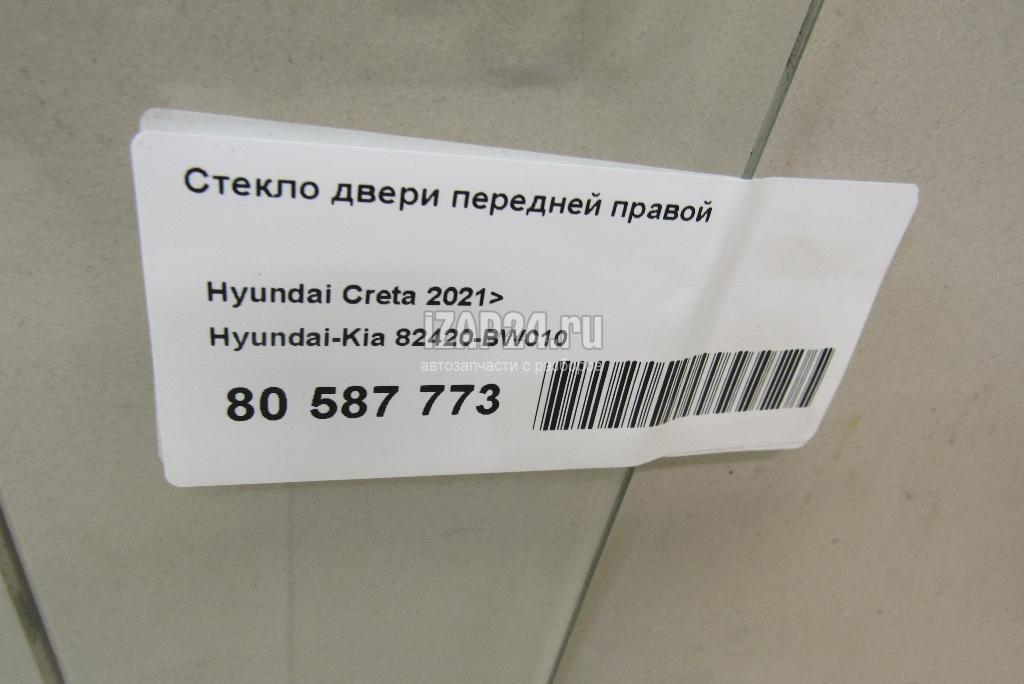 Стекло двери передней правой
Hyundai Creta 2021>
iZAP24.ru
Hyundai-Kia 82420-BW010
автозапчасти с разборов
80 587 773